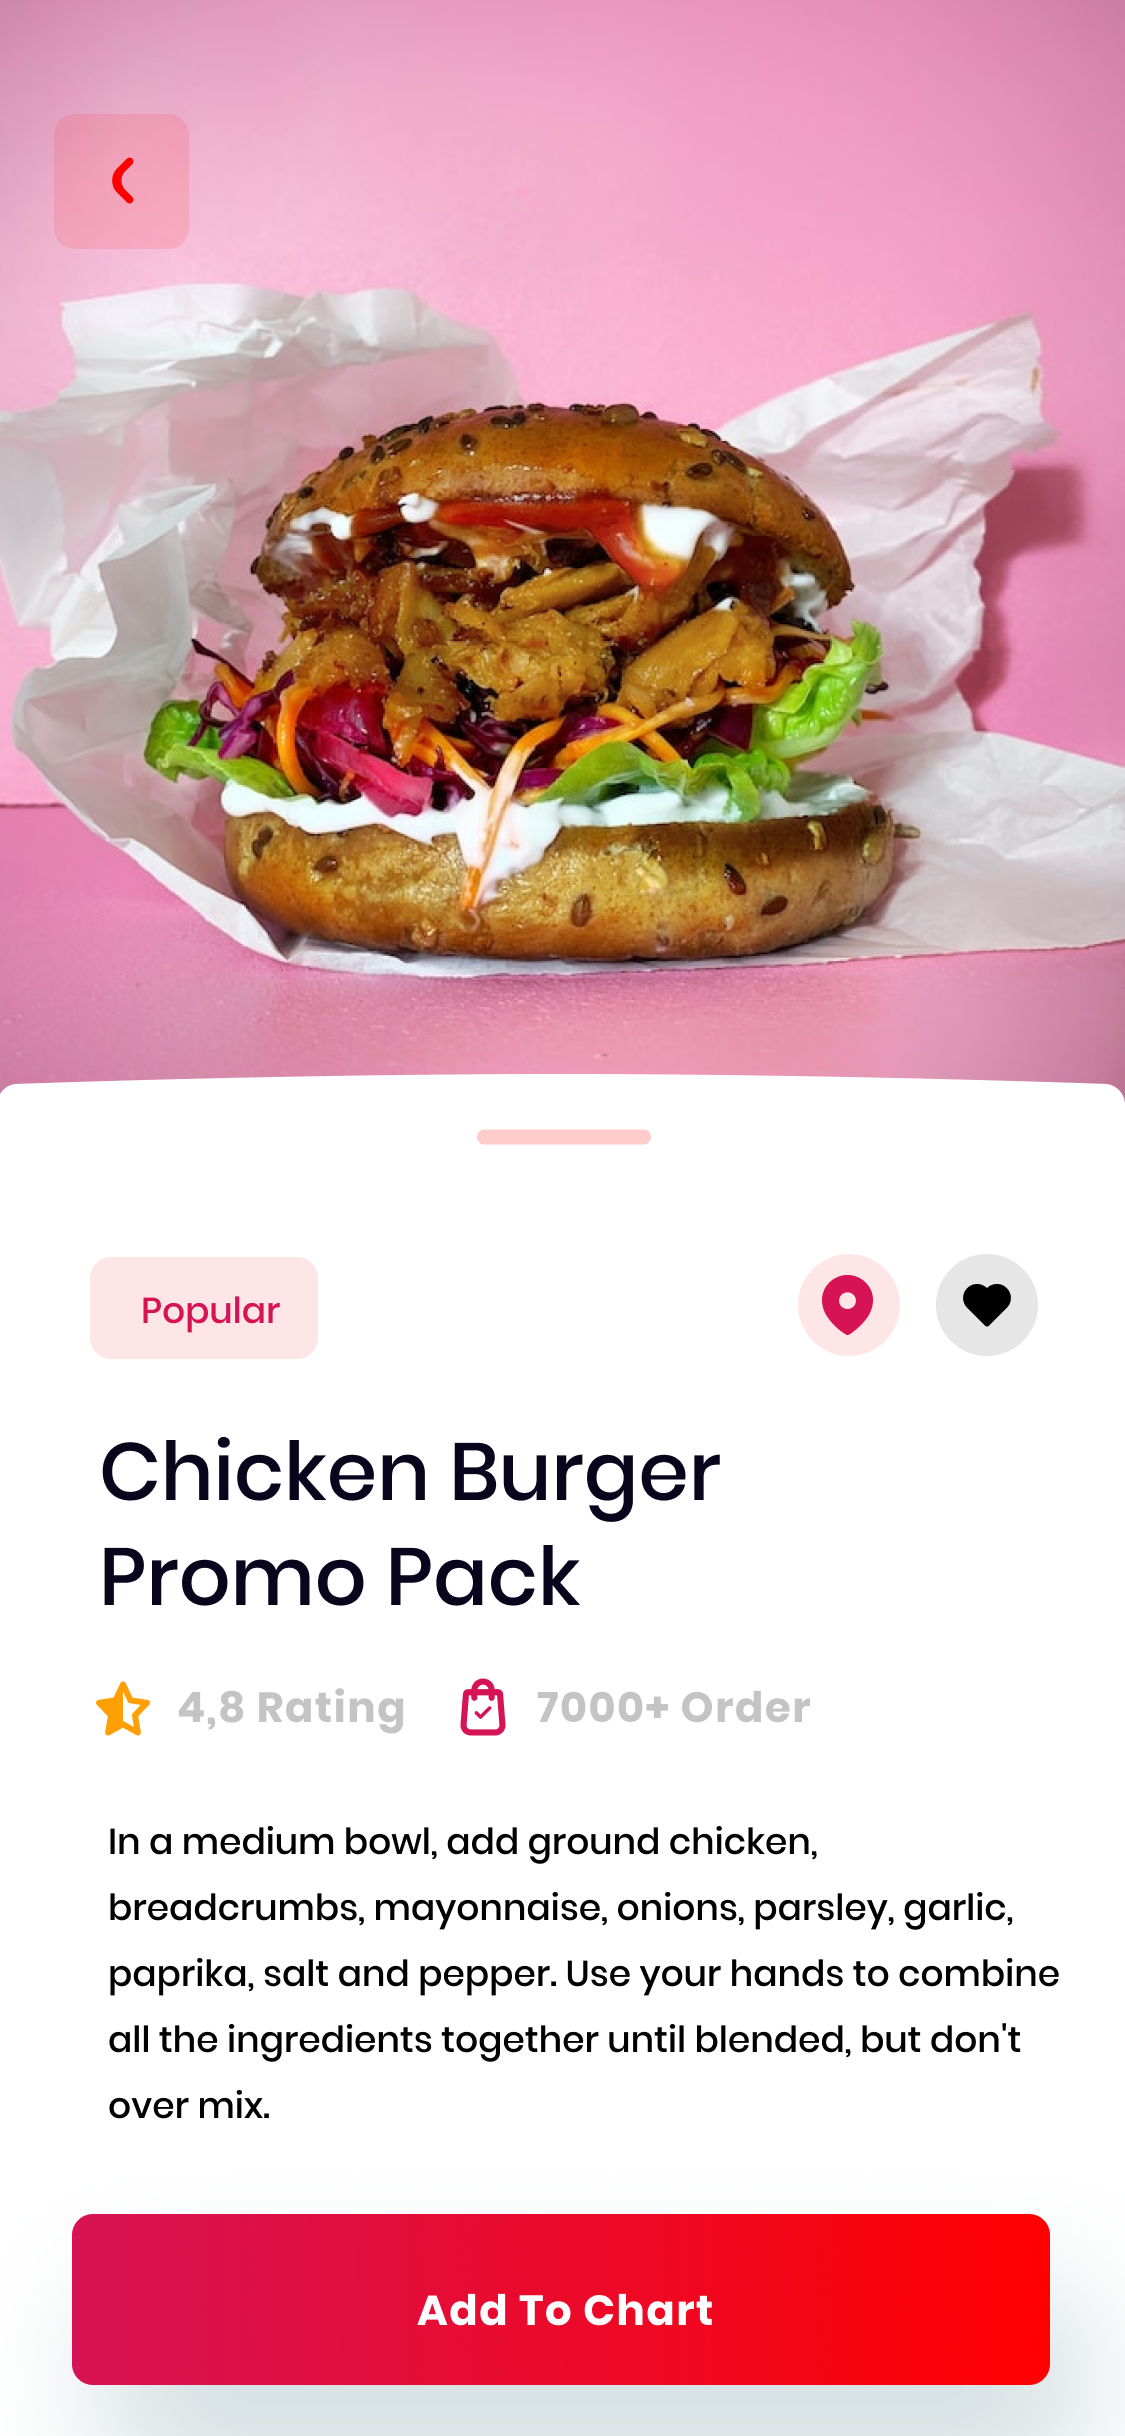 Popular
Chicken Burger
Promo Pack
4,8 Rating
7000+ Order
In a medium bowl, add ground chicken,
breadcrumbs, mayonnaise, onions, parsley, garlic,
paprika, salt and pepper. Use your hands to combine
all the ingredients together until blended, but don't
over mix.
Add To Chart